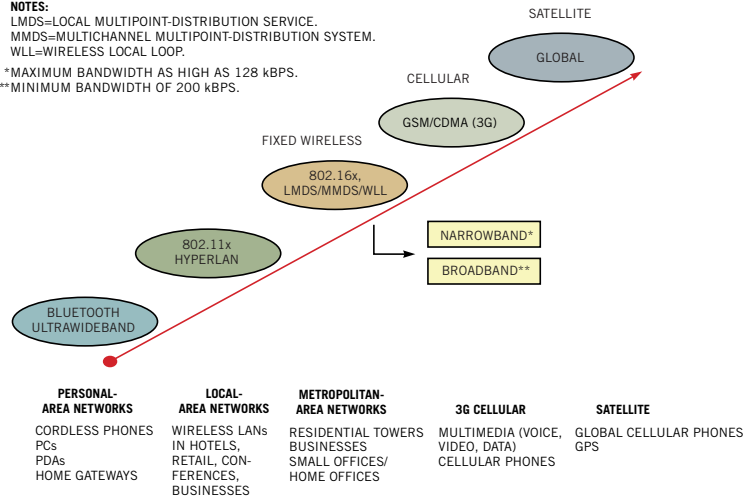 NOTES:
LMDS=LOCAL MULTIPOINT-DISTRIBUTION SERVICE.
MMDS=MULTICHANNEL MULTIPOINT-DISTRIBUTION SYSTEM.
WLL=WIRELESS LOCAL LOOP.
*MAXIMUM BANDWIDTH AS HIGH AS 128 kBPS.
**MINIMUM BANDWIDTH OF 200 kBPS.
SATELLITE
GLOBAL
CELLULAR
GSM/CDMA (3G)
FIXED WIRELESS
802.16x,
LMDS/MMDS/WLL
802.11x
HYPERLAN
NARROWBAND*
BROADBAND**
BLUETOOTH
ULTRAWIDEBAND
PERSONAL-
AREA NETWORKS
CORDLESS PHONES
PCs
PDAs
HOME GATEWAYS
LOCAL-
AREA NETWORKS
WIRELESS LANs
IN HOTELS,
RETAIL, CON-
FERENCES,
BUSINESSES
METROPOLITAN-
AREA NETWORKS
RESIDENTIAL TOWERS
BUSINESSES
SMALL OFFICES/
HOME OFFICES
3G CELLULAR
MULTIMEDIA (VOICE,
VIDEO, DATA)
CELLULAR PHONES
SATELLITE
GLOBAL CELLULAR PHONES
GPS